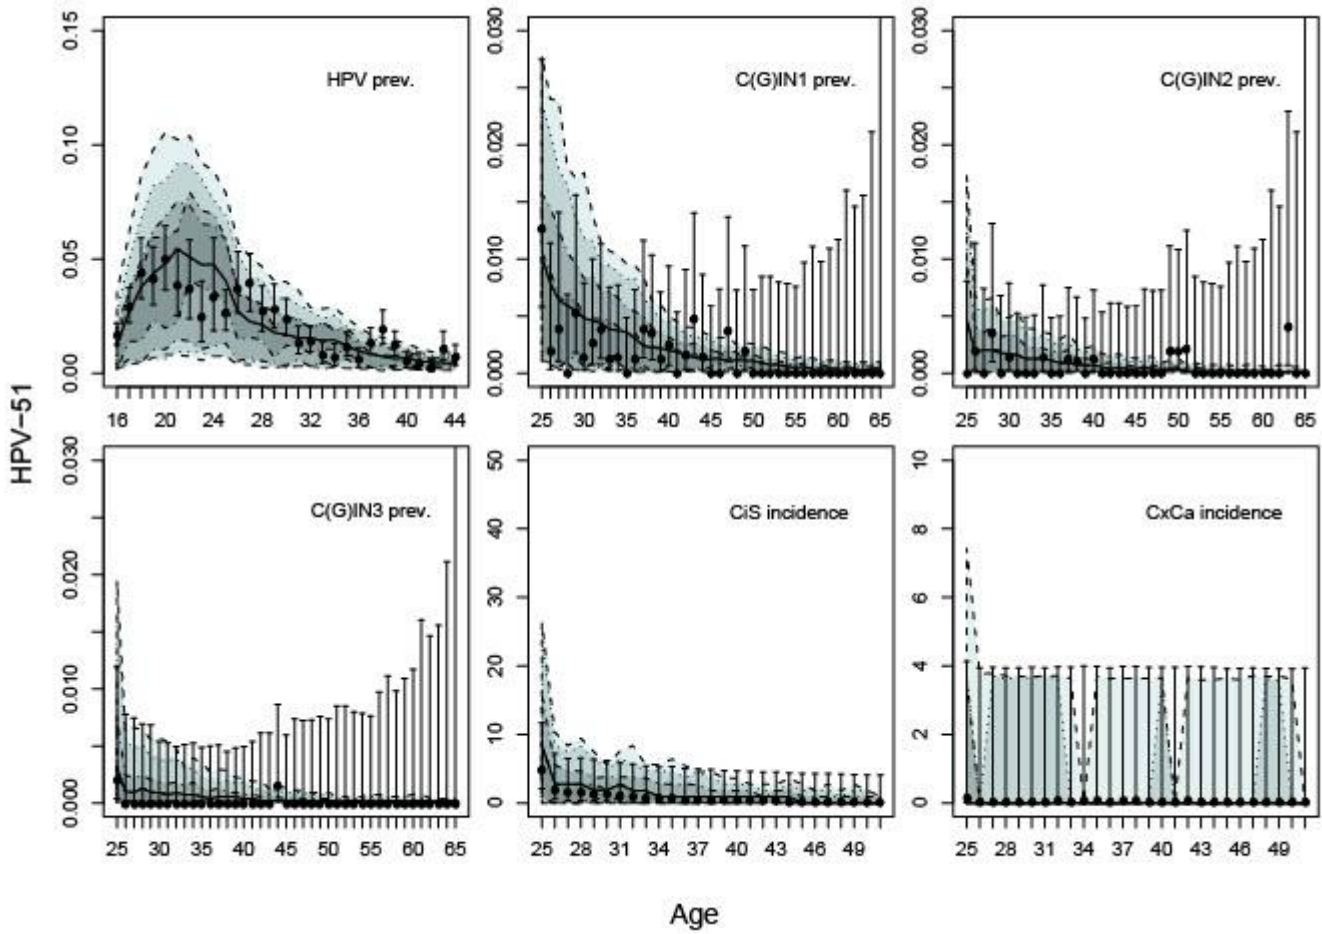 HPV-51
0.15
0.10
0.05
0.00
HPV prev.
16 20 24 28 32 36 40 44
0.030
0.020
0.010
0.000
C(G)IN1 prev.
25 30 35 40 45 50 55 60 65
0.030
0.020
0.010
0.000
C(G)IN2 prev.
25 30 40 45 50 60 65
0.030
0.020
0.010
0.000
C(G)IN3 prev.
25 30 40 45 50 60 65
50
40
30
20
10
0
CiS incidence
25 28 31 34 37 40 43 46 49
10
8
6
4
2
0
CxCa incidence
25 28 31 34 37 40 43 46 49
Age